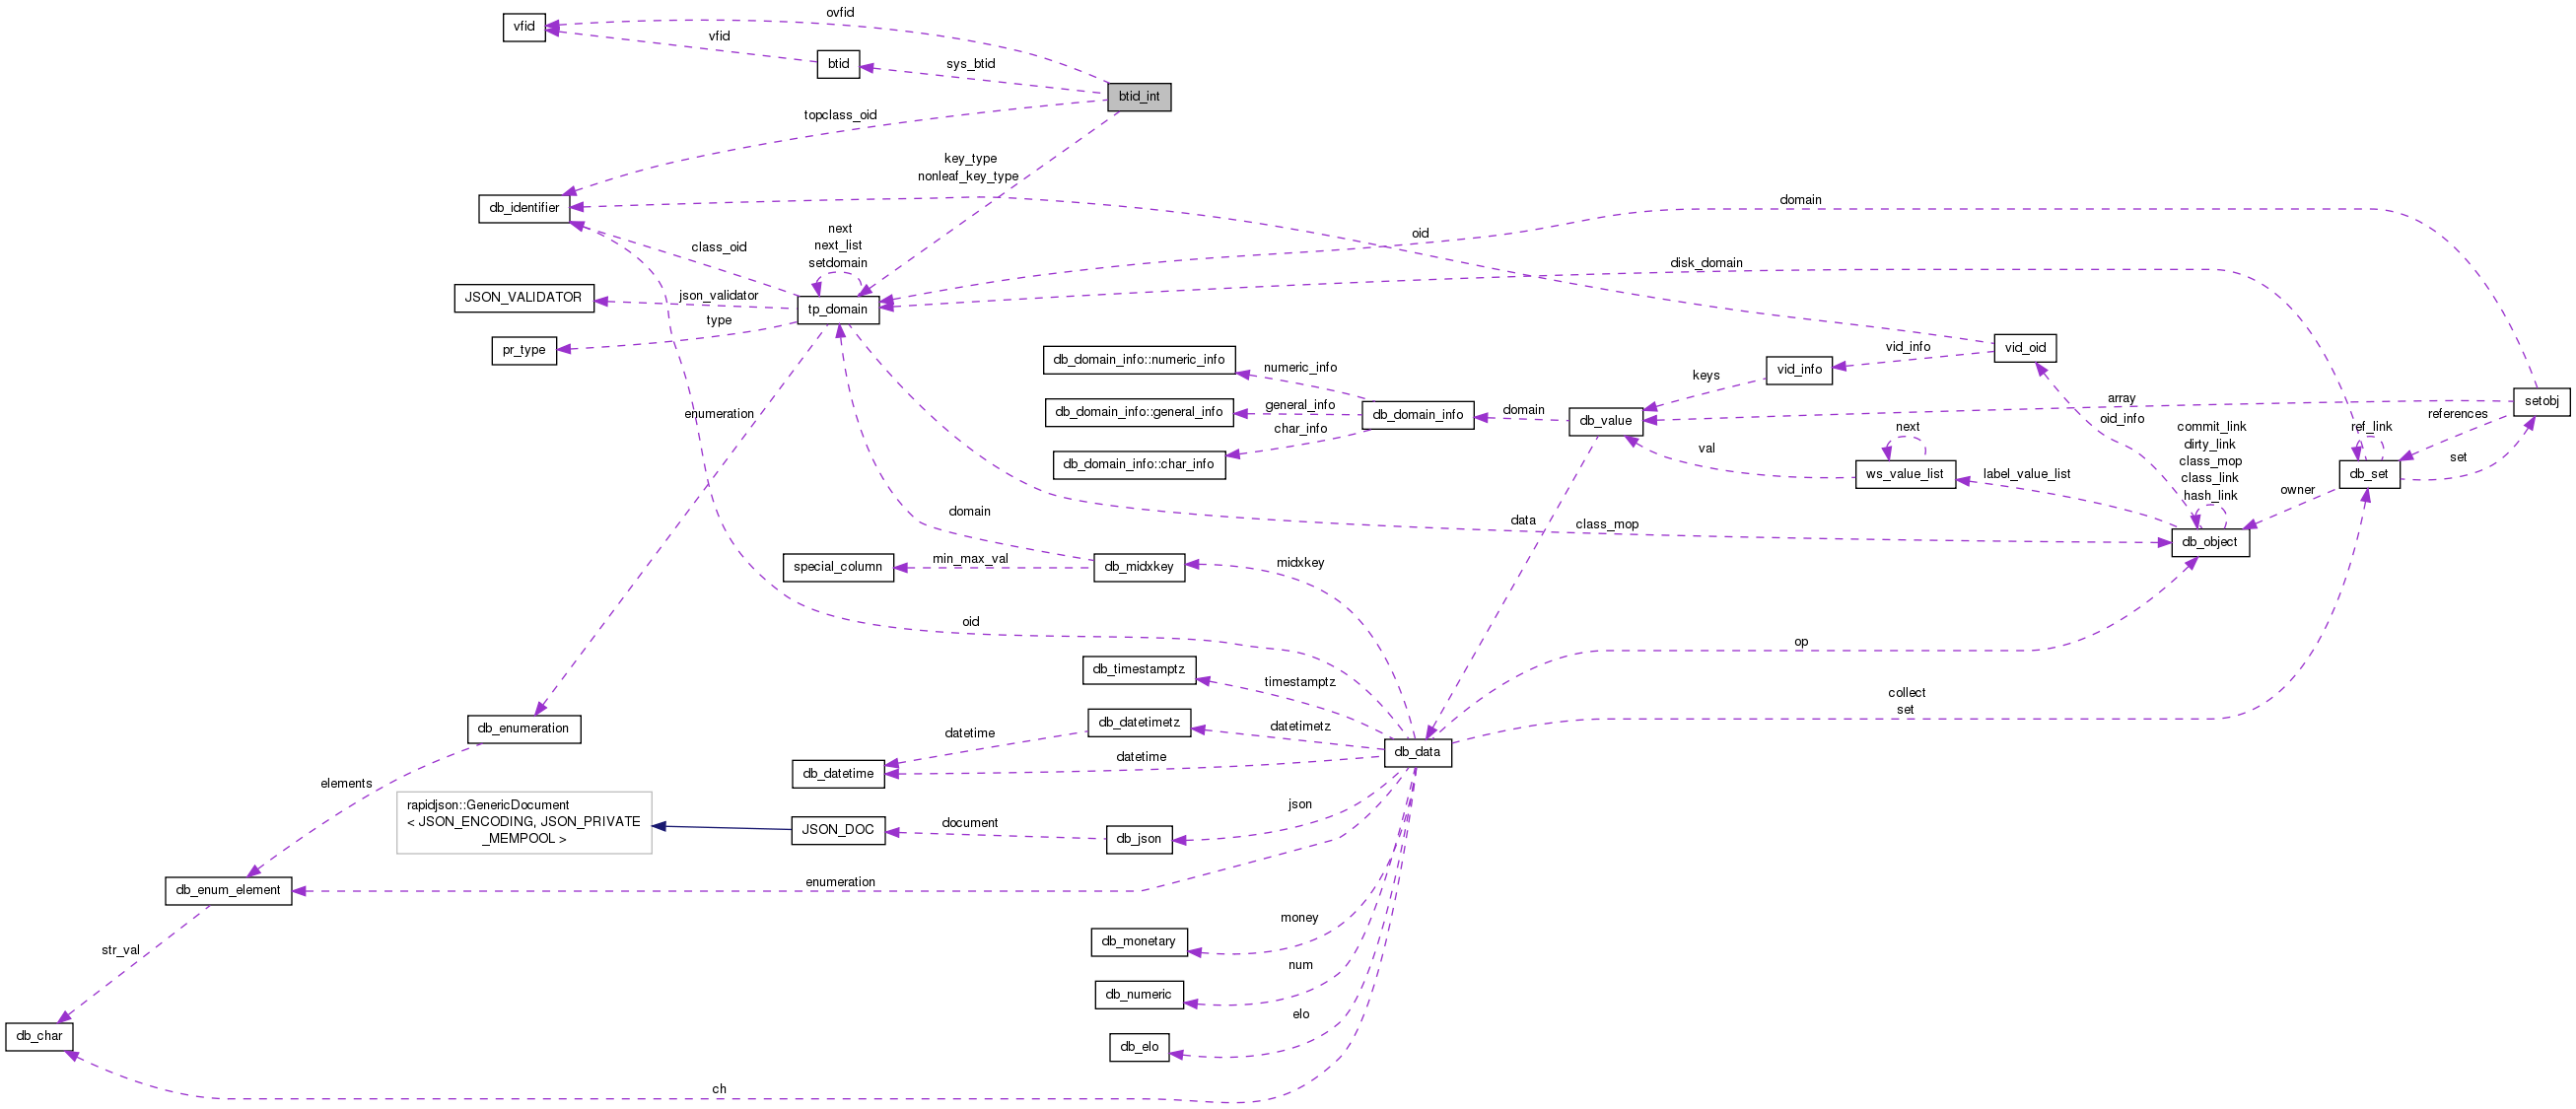 ovfid
vfid
vfid
btid
sys_btid
btid_int
topclass_oid
key_type
nonleaf_key_type
domain
db_identifier
next
next_list
setdomain
class_oid
oid
disk_domain
JSON_VALIDATOR
json_validator
tp_domain
type
pr_type
vid_oid
vid_info
vid_info
db_domain_info::numeric_info
numeric_info
keys
setobj
array
references
db_domain_info::general_info
general_info
db_domain_info
domain
db_value
oid_info
enumeration
char_info
db_domain_info::char_info
next
val
ws_value_list
label_value_list
commit_link
dirty_link
class_mop
class_link
hash_link
ref_link
set
db_set
owner
domain
data
class_mop
db_object
special_column
min_max_val
db_midxkey
midxkey
oid
op
db_timestamptz
timestamptz
collect
set
db_enumeration
db_datetimetz
datetimetz
datetime
datetime
db_datetime
db_data
elements
rapidjson::GenericDocument
< JSON_ENCODING, JSON_PRIVATE
_MEMPOOL >
JSON_DOC
document
db_json
json
db_enum_element
enumeration
str_val
db_monetary
money
db_numeric
num
db_char
db_elo
elo
ch